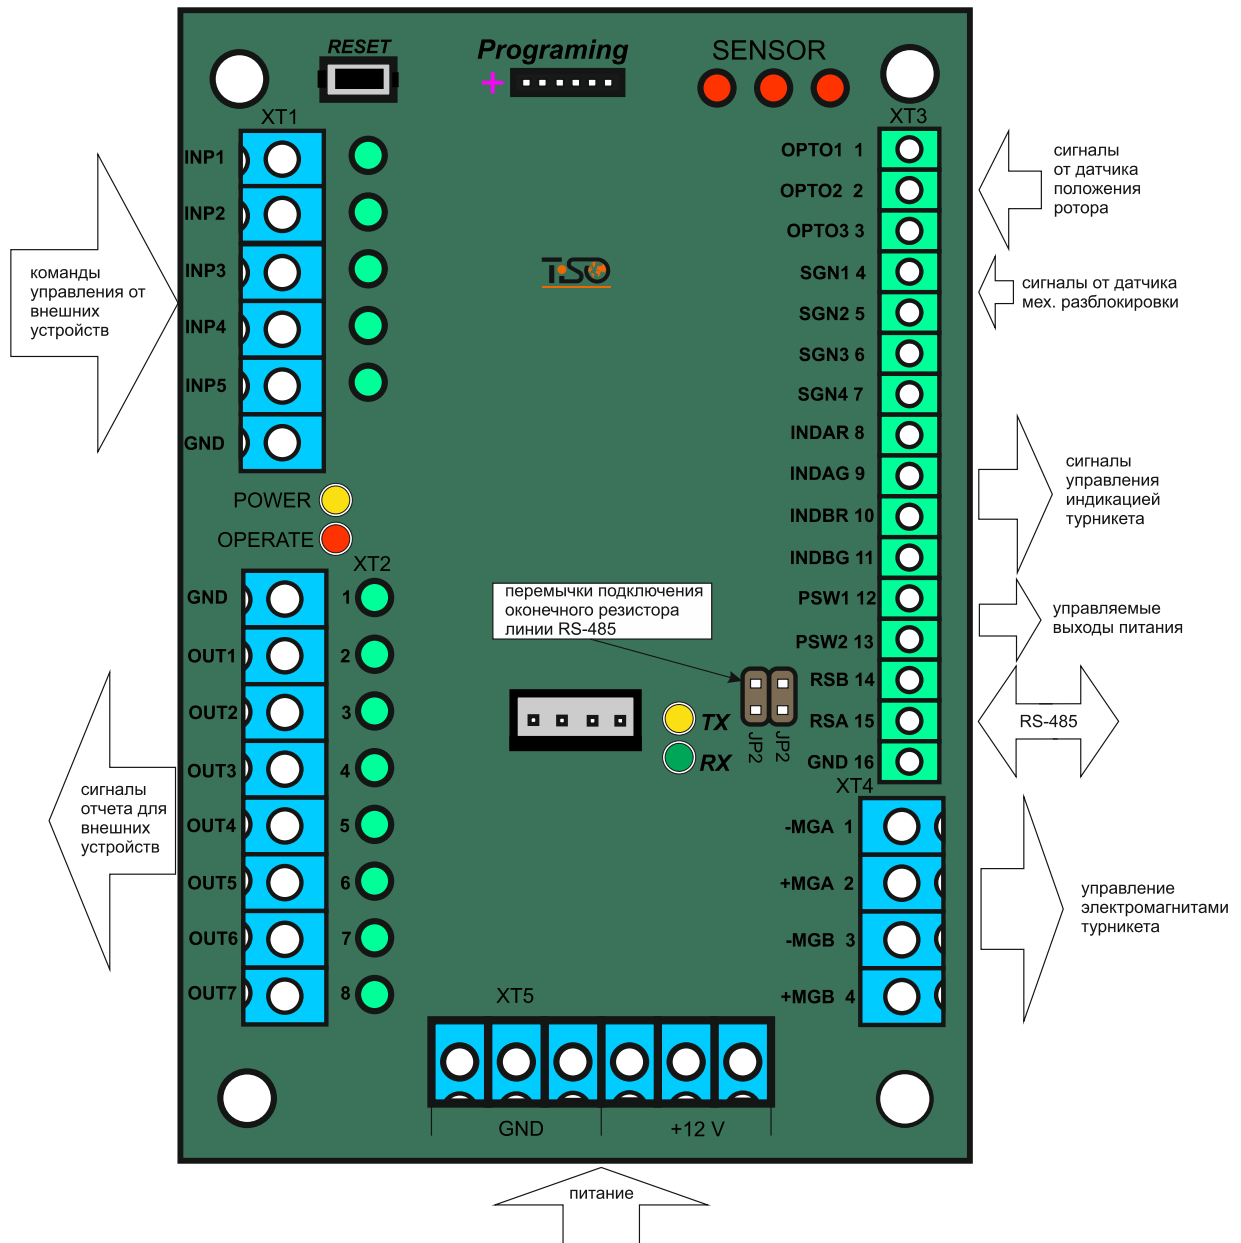 RESET
Programing
+
SENSOR
XT1
INP1
INP2
INP3
INP4
INP5
GND
команды
управления от
внешних
устройств
POWER
OPERATE
XT2
GND 1
OUT1 2
OUT2 3
OUT3 4
OUT4 5
OUT5 6
OUT6 7
OUT7 8
сигналы
отчета для
внешних
устройств
TiSO
перемычки подключения
оконечного резистора
линии RS-485
TX
RX
JP2
JP2
XT3
OPTO1 1
OPTO2 2
OPTO3 3
SGN1 4
SGN2 5
SGN3 6
SGN4 7
INDAR 8
INDAG 9
INDBR 10
INDBG 11
PSW1 12
PSW2 13
RSB 14
RSA 15
GND 16
сигналы
от датчика
положения
ротора
сигналы от датчика
мех. разблокировки
сигналы
управления
индикацией
турникета
управляемые
выходы питания
RS-485
XT4
-MGA 1
+MGA 2
-MGB 3
+MGB 4
управление
электромагнитами
турникета
XT5
GND
+12 V
питание